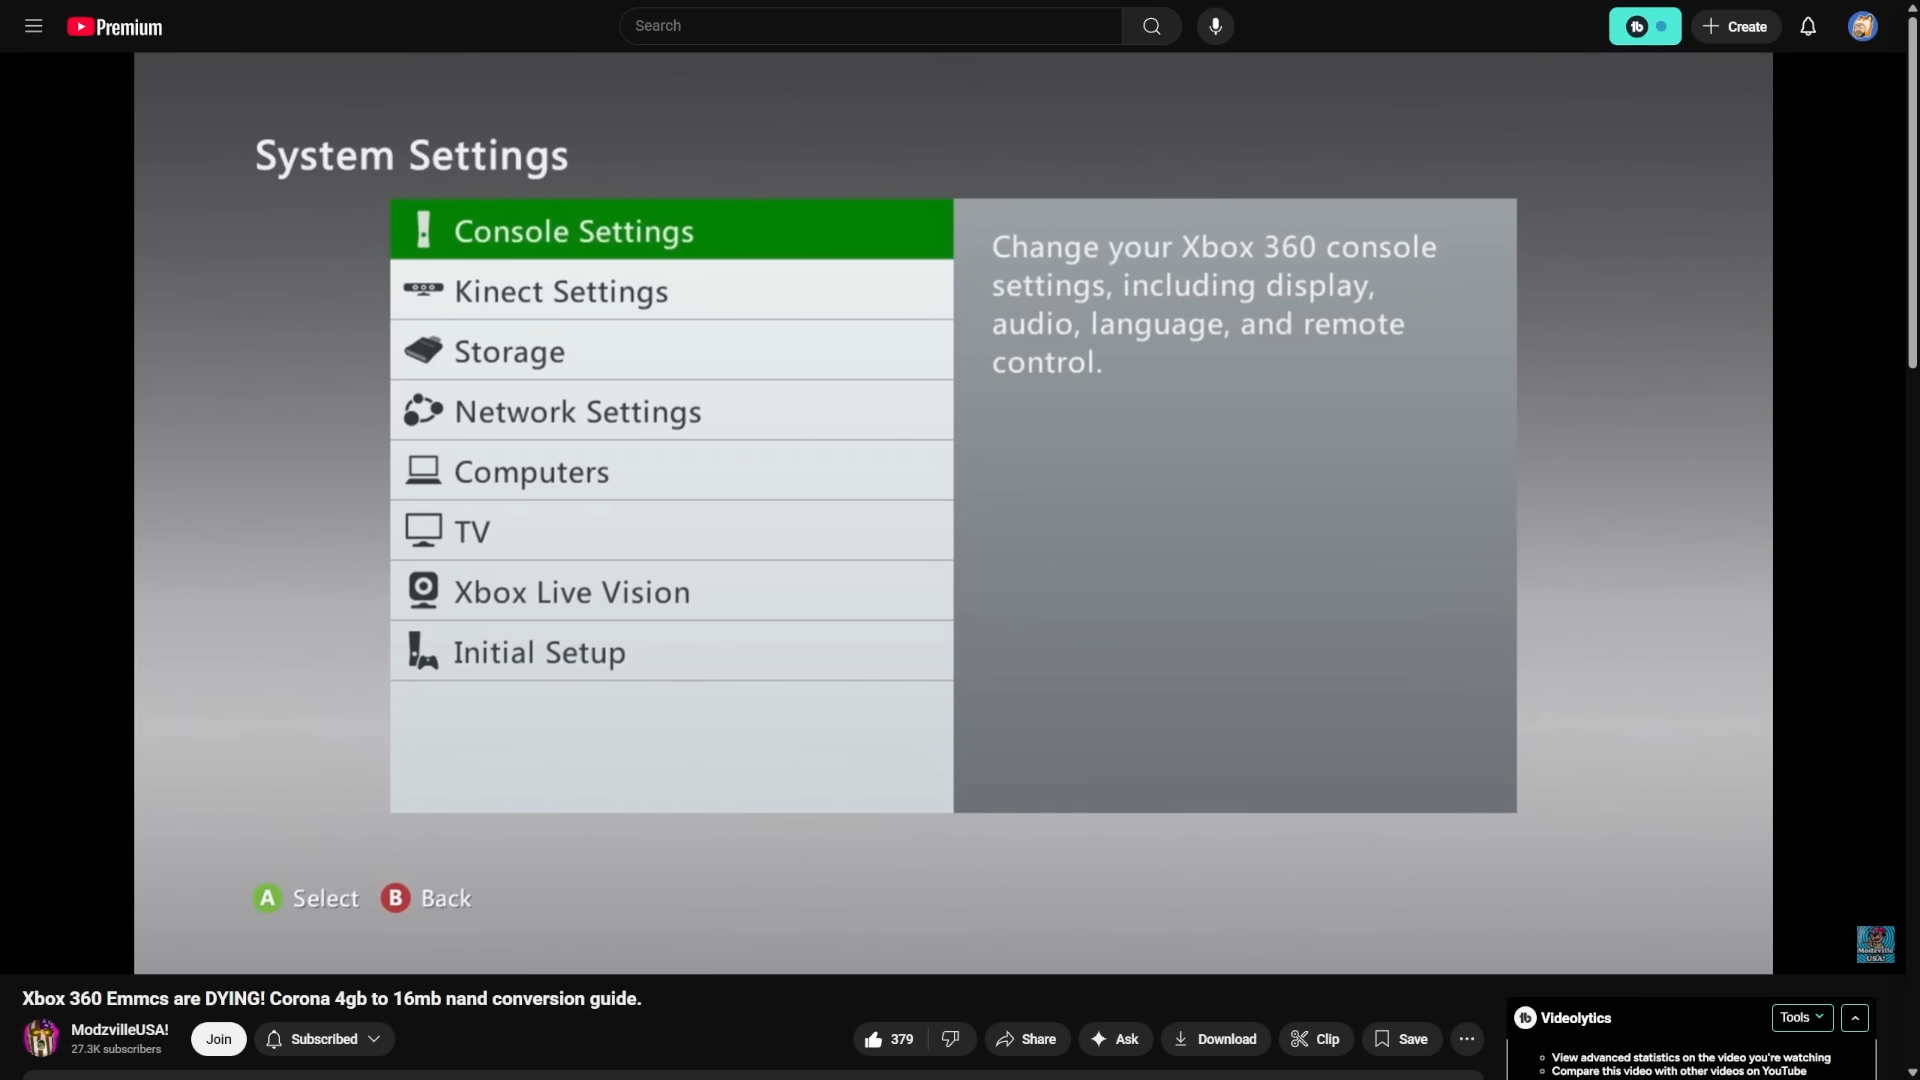 Premium
Search
Create
System Settings
Console Settings
Kinect Settings
Storage
Network Settings
Computers
TV
Xbox Live Vision
Initial Setup
Change your Xbox 360 console
settings, including display,
audio, language, and remote
control.
A Select B Back
Modzville
USA!
Xbox 360 Emmcs are DYING! Corona 4gb to 16mb nand conversion guide.
ModzvilleUSA!
27.3K subscribers
Join
Subscribed
379
Share
Ask
Download
Clip
Save
Videolytics
Tools
View advanced statistics on the video you're watching
Compare this video with other videos on YouTube